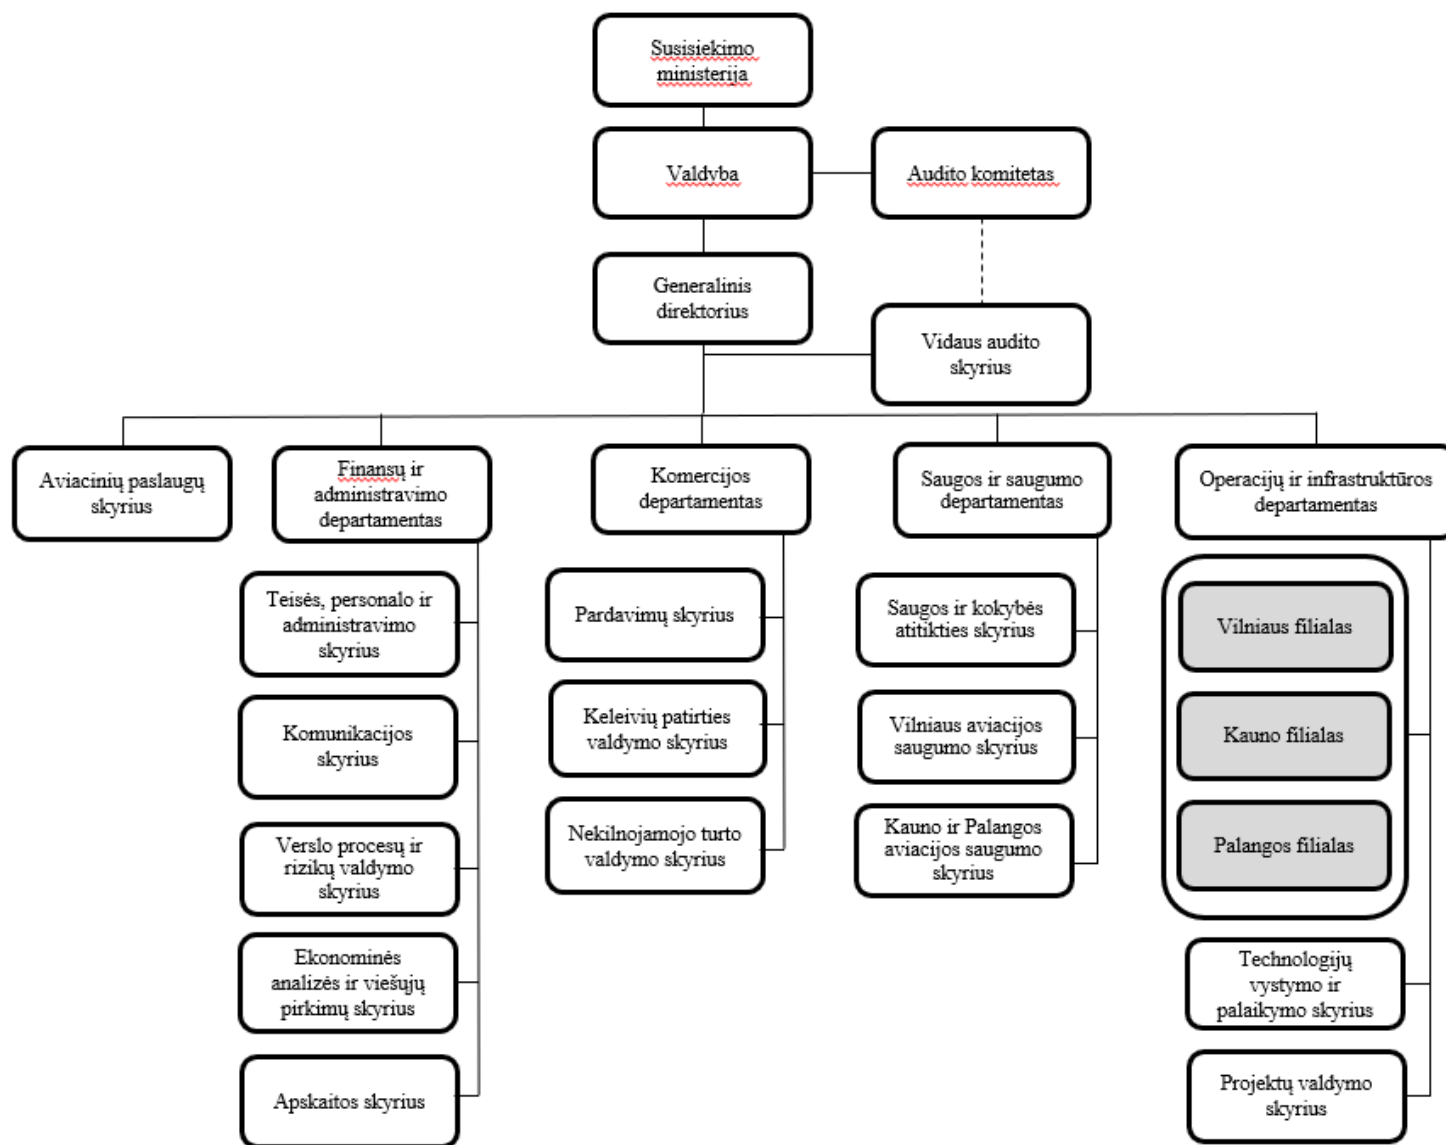 Susisiekimo
ministerija
Valdyba
Audito komitetas
Generalinis
direktorius
Vidaus audito
skyrius
Aviacinių paslaugų
skyrius
Finansų ir
administravimo
departamentas
Komercijos
departamentas
Saugos ir saugumo
departamentas
Operacijų ir infrastruktūros
departamentas
Teisės, personalo ir
administravimo
skyrius
Komunikacijos
skyrius
Verslo procesų ir
rizikų valdymo
skyrius
Ekonominės
analizės ir viešųjų
pirkimų skyrius
Apskaitos skyrius
Pardavimų skyrius
Keleivių patirties
valdymo skyrius
Nekilnojamojo turto
valdymo skyrius
Saugos ir kokybės
atitikties skyrius
Vilniaus aviacijos
saugumo skyrius
Kauno ir Palangos
aviacijos saugumo
skyrius
Vilniaus filialas
Kauno filialas
Palangos filialas
Technologijų
vystymo ir
palaikymo skyrius
Projektų valdymo
skyrius